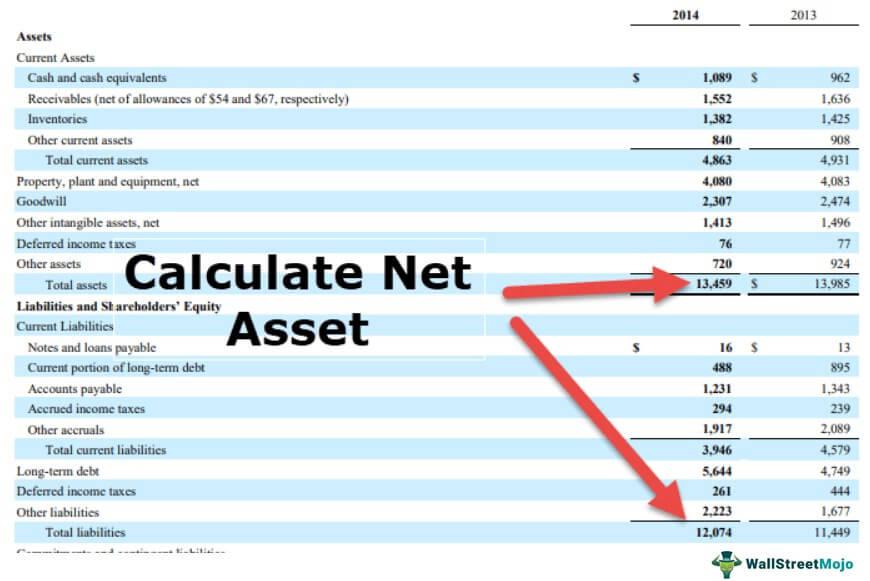 2014 2013
Assets
Current Assets
Cash and cash equivalents $ 1,089 $ 962
Receivables (net of allowances of $54 and $67, respectively) 1,552 1,636
Inventories 1,382 1,425
Other current assets 840 908
Total current assets 4,863 4,931
Property, plant and equipment, net 4,080 4,083
Goodwill 2,307 2,474
Other intangible assets, net 1,413 1,496
Deferred income taxes 76 77
Other assets 720 924
Total assets 13,459 $ 13,985
Calculate Net
Asset
Liabilities and Shareholders' Equity
Current Liabilities
Notes and loans payable $ 16 $ 13
Current portion of long-term debt 488 895
Accounts payable 1,231 1,343
Accrued income taxes 294 239
Other accruals 1,917 2,089
Total current liabilities 3,946 4,579
Long-term debt 5,644 4,749
Deferred income taxes 261 444
Other liabilities 2,223 1,677
Total liabilities 12,074 11,449
WallStreetMojo